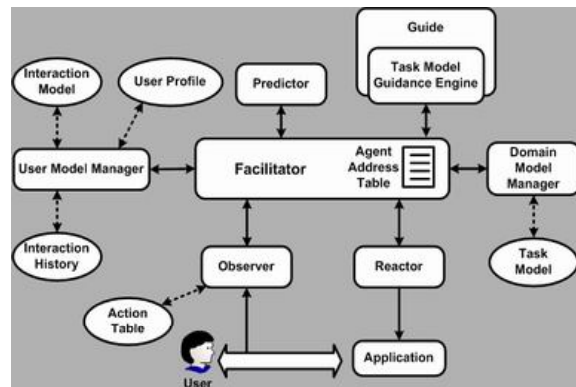 Guide
Interaction
Model
User Profile
Predictor
Task Model
Guidance Engine
User Model Manager
Facilitator
Agent
Address
Table
Domain
Model
Manager
Interaction
History
Observer
Reactor
Task
Model
Action
Table
User
Application